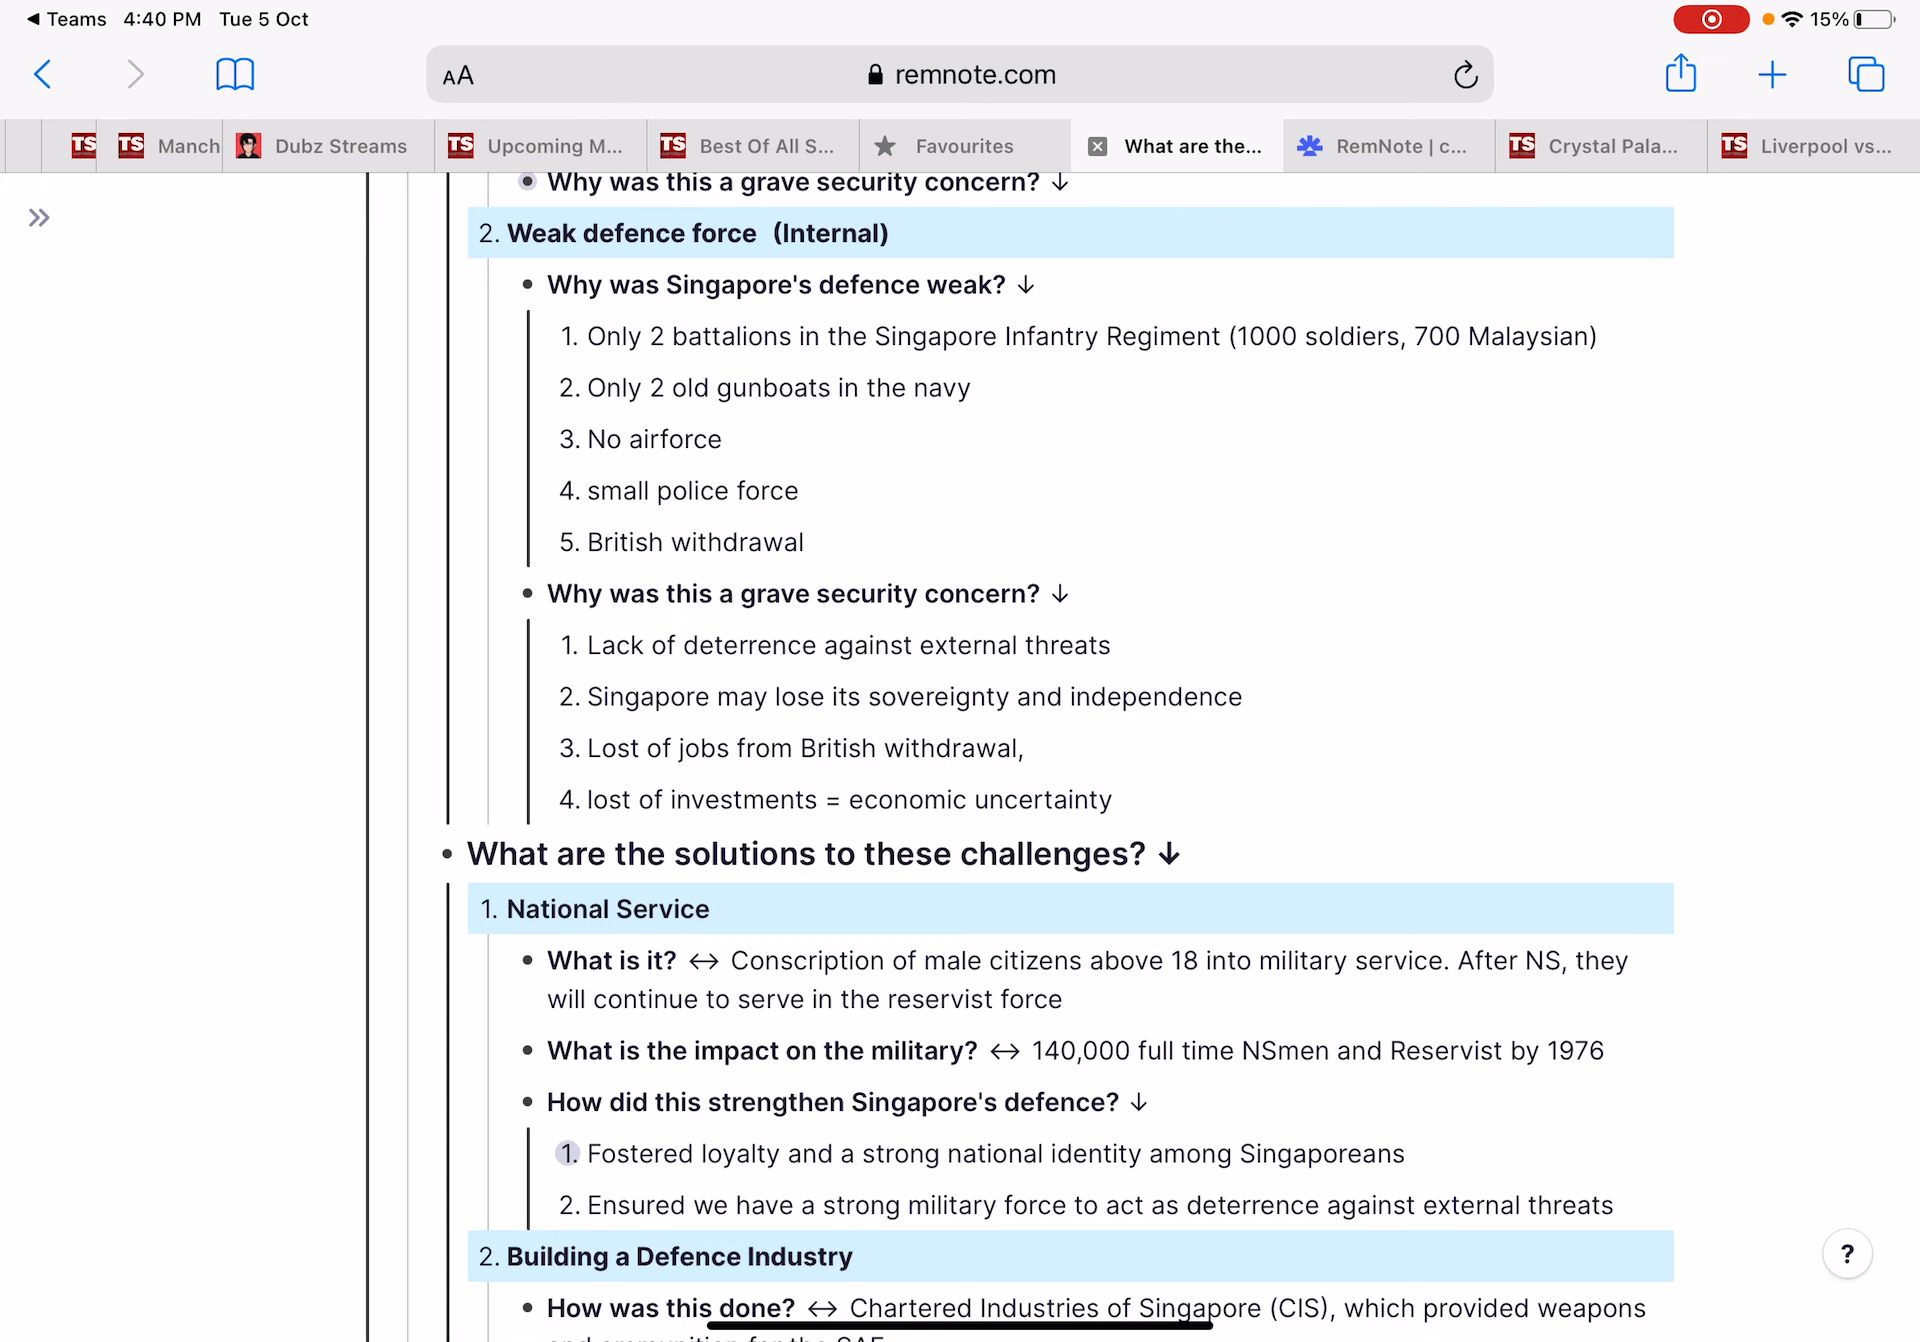 ◀ Teams 4:40 PM Tue 5 Oct 15%
AA remnote.com
TS TS Manch Dubz Streams TS Upcoming M... TS Best Of All S... Favourites What are the... RemNote | c... TS Crystal Pala... TS Liverpool vs...
• Why was this a grave security concern? ↓
2. Weak defence force (Internal)
• Why was Singapore's defence weak? ↓
1. Only 2 battalions in the Singapore Infantry Regiment (1000 soldiers, 700 Malaysian)
2. Only 2 old gunboats in the navy
3. No airforce
4. small police force
5. British withdrawal
• Why was this a grave security concern? ↓
1. Lack of deterrence against external threats
2. Singapore may lose its sovereignty and independence
3. Lost of jobs from British withdrawal,
4. lost of investments = economic uncertainty
• What are the solutions to these challenges? ↓
1. National Service
• What is it? ↔ Conscription of male citizens above 18 into military service. After NS, they
will continue to serve in the reservist force
• What is the impact on the military? ↔ 140,000 full time NSmen and Reservist by 1976
• How did this strengthen Singapore's defence? ↓
1. Fostered loyalty and a strong national identity among Singaporeans
2. Ensured we have a strong military force to act as deterrence against external threats
2. Building a Defence Industry
?
• How was this done? ↔ Chartered Industries of Singapore (CIS), which provided weapons